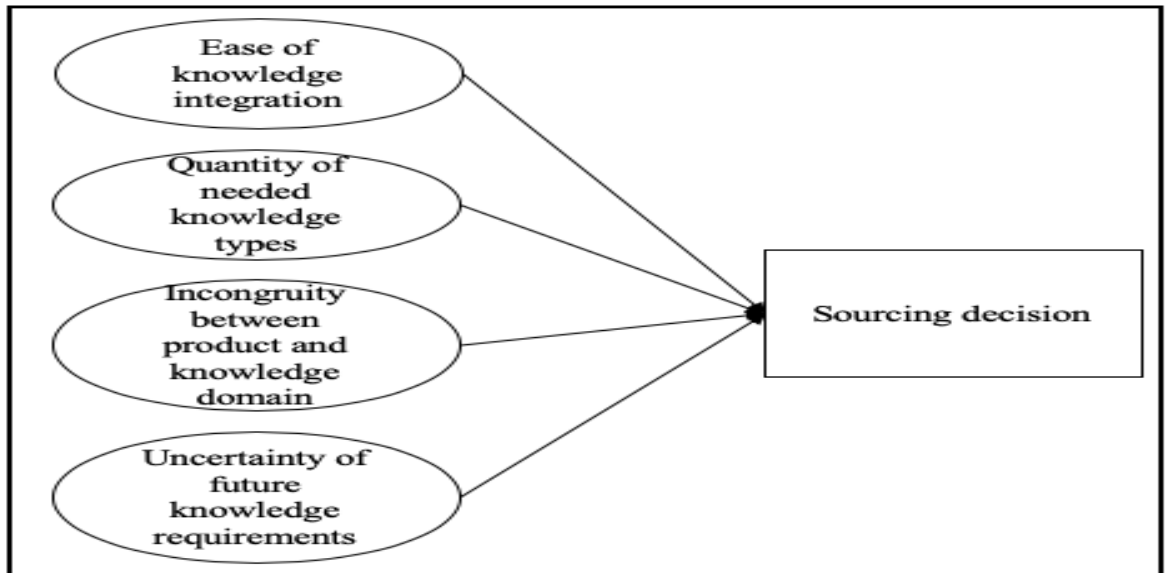 Ease of
knowledge
integration
Quantity of
needed
knowledge
types
Incongruity
between
product and
knowledge
domain
Uncertainty of
future
knowledge
requirements
Sourcing decision